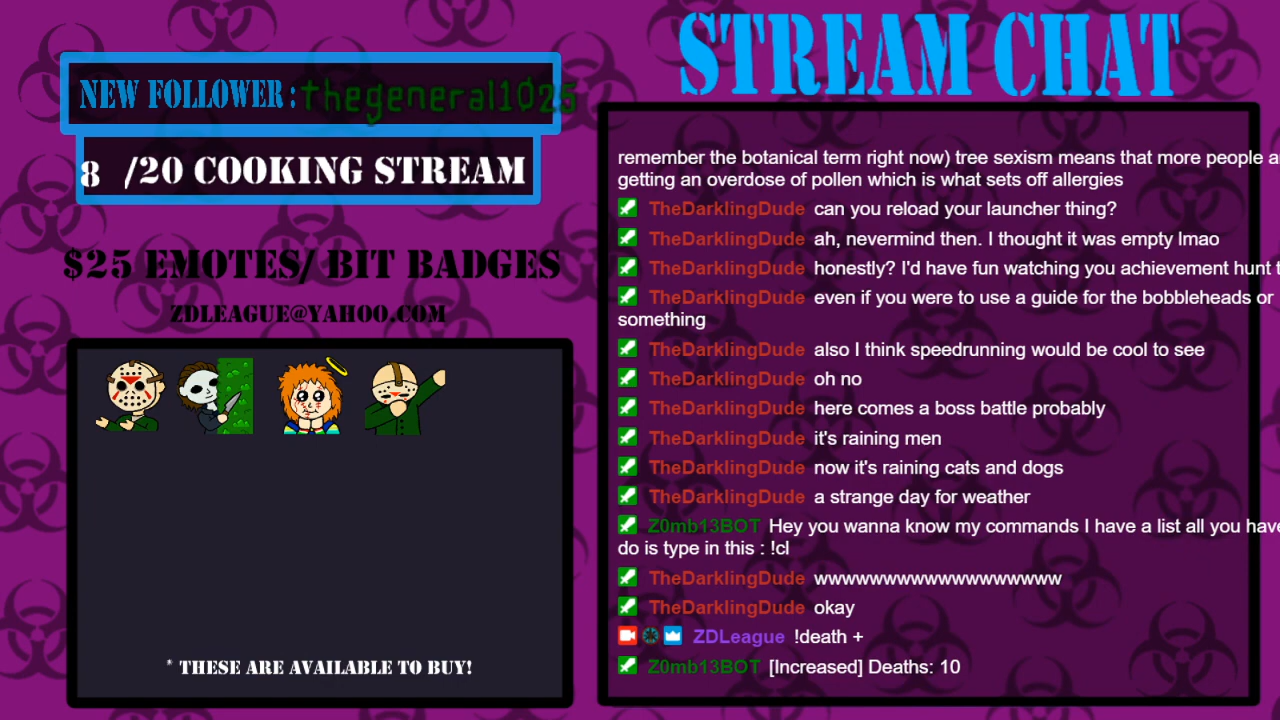 STREAM CHAT
NEW FOLLOWER: thegeneral1025
8 /20 COOKING STREAM
$25 EMOTES/ BIT BADGES
ZDLEAGUE@YAHOO.COM
* THESE ARE AVAILABLE TO BUY!
remember the botanical term right now) tree sexism means that more people a
getting an overdose of pollen which is what sets off allergies
TheDarklingDude can you reload your launcher thing?
TheDarklingDude ah, nevermind then. I thought it was empty lmao
TheDarklingDude honestly? I'd have fun watching you achievement hunt t
TheDarklingDude even if you were to use a guide for the bobbleheads or
something
TheDarklingDude also I think speedrunning would be cool to see
TheDarklingDude oh no
TheDarklingDude here comes a boss battle probably
TheDarklingDude it's raining men
TheDarklingDude now it's raining cats and dogs
TheDarklingDude a strange day for weather
Z0mb13BOT Hey you wanna know my commands I have a list all you have
do is type in this : !cl
TheDarklingDude wwwwwwwwwwwwwwwwww
TheDarklingDude okay
ZDLeague !death +
Z0mb13BOT [Increased] Deaths: 10